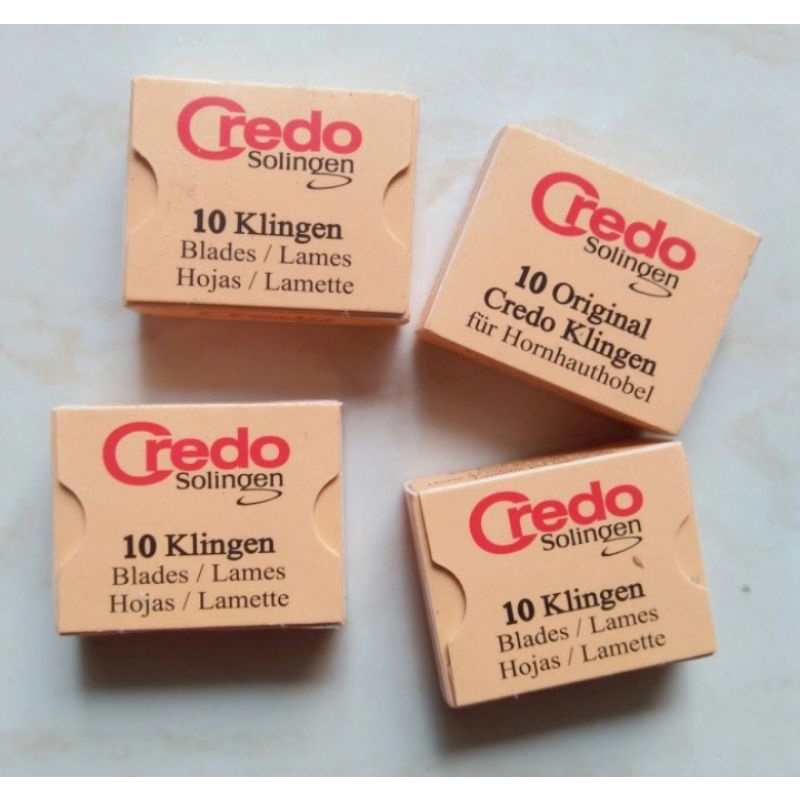 Credo
Solingen
10 Klingen
Blades / Lames
Hojas / Lamette
Credo
Solingen
10 Original
Credo Klingen
für Hornhauthobel
Credo
Solingen
10 Klingen
Blades / Lames
Hojas / Lamette
Credo
Solingen
10 Klingen
Blades / Lames
Hojas / Lamette